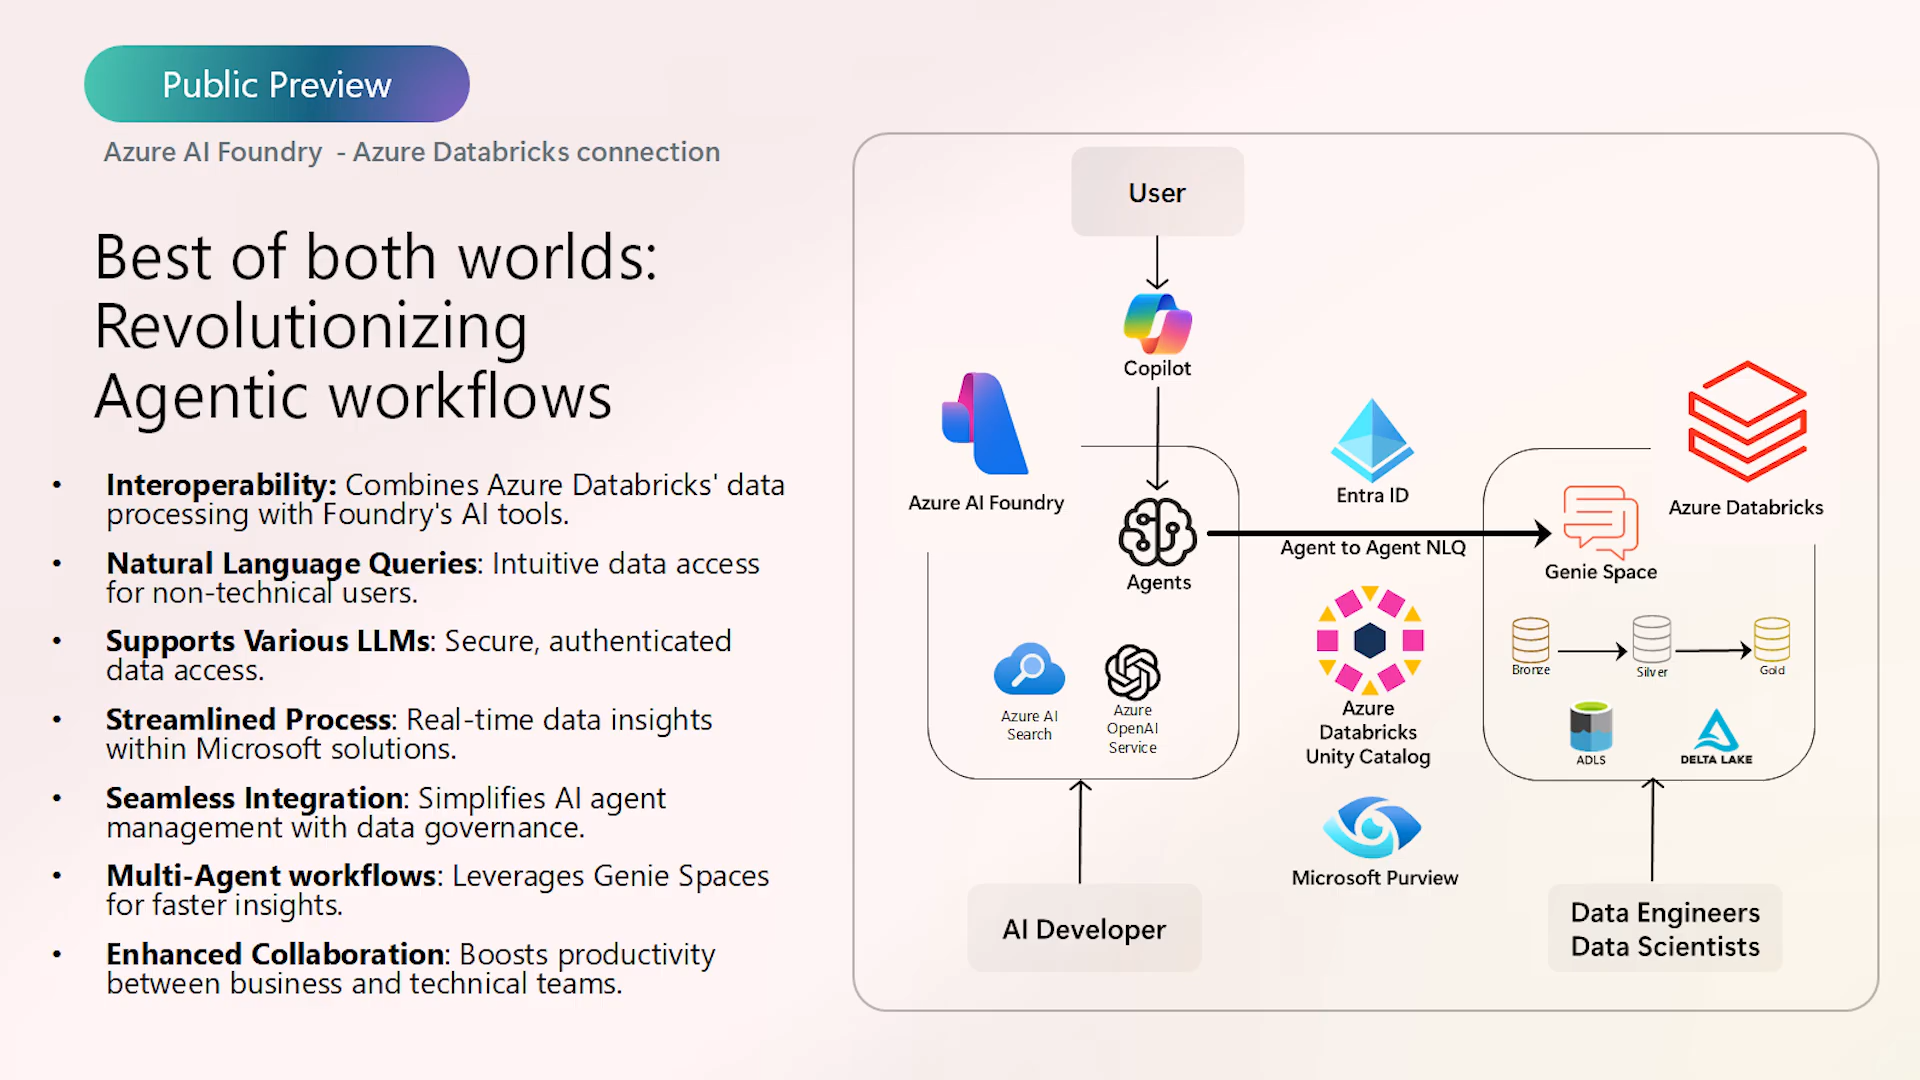 Public Preview
Azure AI Foundry - Azure Databricks connection
Best of both worlds:
Revolutionizing
Agentic workflows
• Interoperability: Combines Azure Databricks' data
processing with Foundry's AI tools.
• Natural Language Queries: Intuitive data access
for non-technical users.
• Supports Various LLMs: Secure, authenticated
data access.
• Streamlined Process: Real-time data insights
within Microsoft solutions.
• Seamless Integration: Simplifies AI agent
management with data governance.
• Multi-Agent workflows: Leverages Genie Spaces
for faster insights.
• Enhanced Collaboration: Boosts productivity
between business and technical teams.
User
Copilot
Azure AI Foundry
Agents
Azure AI
Search
Azure
OpenAI
Service
AI Developer
Entra ID
Agent to Agent NLQ
Azure
Databricks
Unity Catalog
Microsoft Purview
Azure Databricks
Genie Space
Bronze
Silver
Gold
ADLS
DELTA LAKE
Data Engineers
Data Scientists